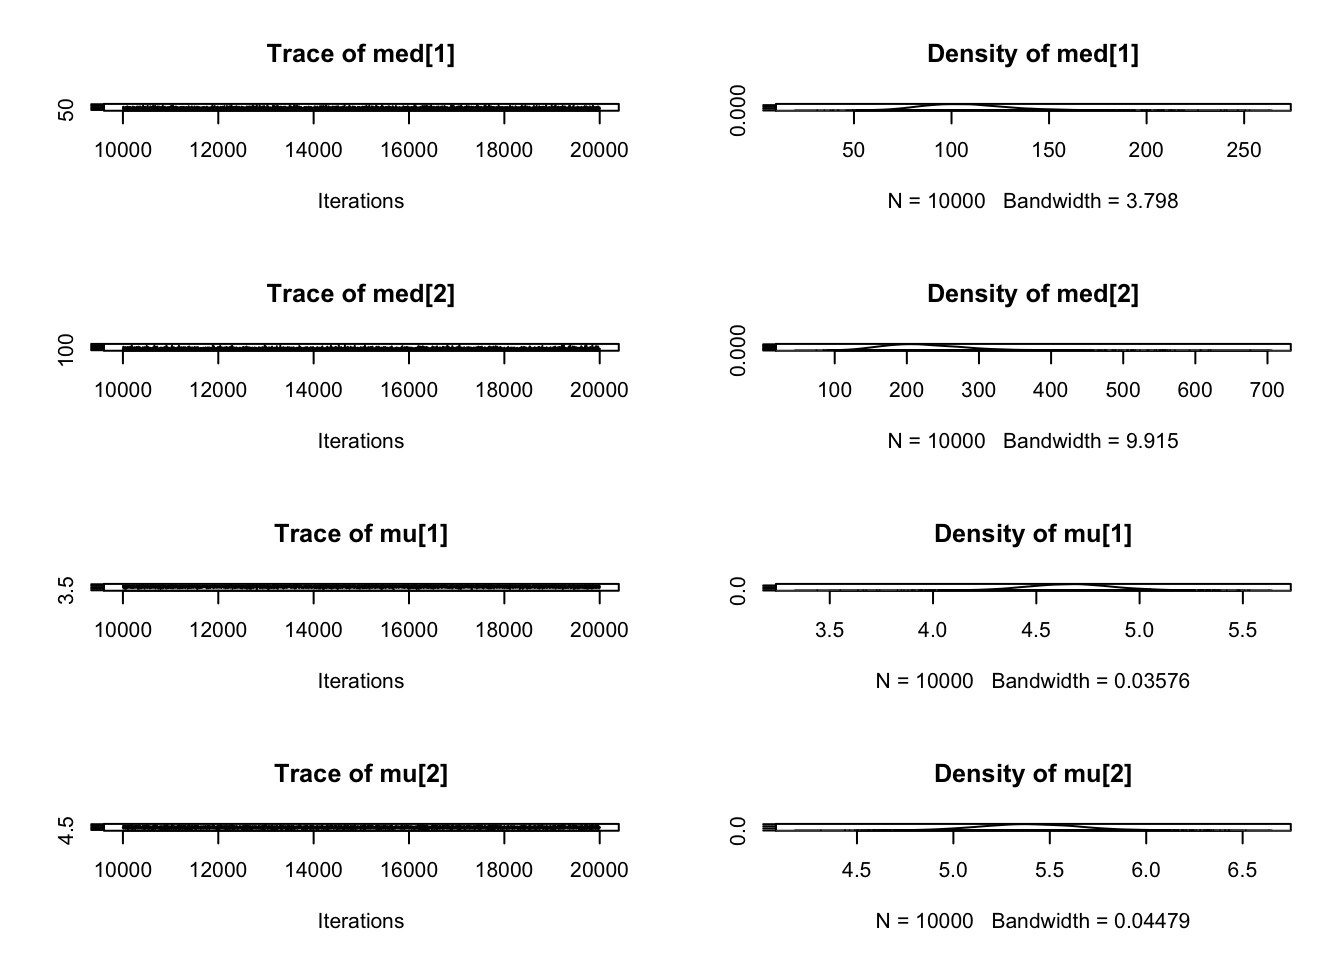 Trace of med[1]
50
10000 12000 14000 16000 18000 20000
Iterations
Density of med[1]
0.000
50 100 150 200 250
N = 10000 Bandwidth = 3.798
Trace of med[2]
100
10000 12000 14000 16000 18000 20000
Iterations
Density of med[2]
0.000
100 200 300 400 500 600 700
N = 10000 Bandwidth = 9.915
Trace of mu[1]
3.5
10000 12000 14000 16000 18000 20000
Iterations
Density of mu[1]
0.0
3.5 4.0 4.5 5.0 5.5
N = 10000 Bandwidth = 0.03576
Trace of mu[2]
4.5
10000 12000 14000 16000 18000 20000
Iterations
Density of mu[2]
0.0
4.5 5.0 5.5 6.0 6.5
N = 10000 Bandwidth = 0.04479